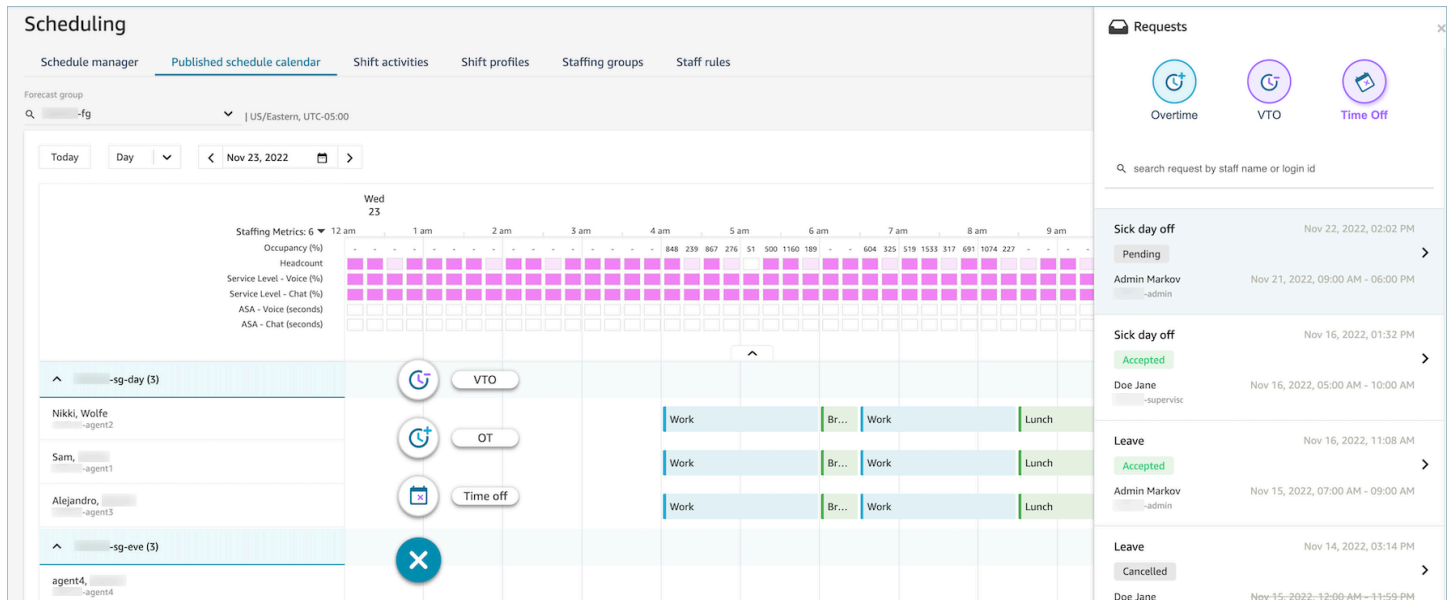 Scheduling
Schedule manager Published schedule calendar Shift activities Shift profiles Staffing groups Staff rules
Forecast group
-fg | US/Eastern, UTC-05:00
Today Day Nov 23, 2022
Wed
23
Staffing Metrics: 6 12 am 1 am 2 am 3 am 4 am 5 am 6 am 7 am 8 am 9 am
Occupancy (%) - - - - - - - - - - - - - - - - 848 239 867 276 51 500 1160 189 - - 604 325 519 1533 317 691 1074 227 - - - -
Headcount
Service Level - Voice (%)
Service Level - Chat (%)
ASA - Voice (seconds)
ASA - Chat (seconds)
-sg-day (3)
VTO
Nikki, Wolfe
-agent2
Work Br... Work Lunch
OT
Sam,
-agent1
Work Br... Work Lunch
Time off
Alejandro,
-agent3
Work Br... Work Lunch
-sg-eve (3)
agent4,
-agent4
Requests
Overtime VTO Time Off
search request by staff name or login id
Sick day off Nov 22, 2022, 02:02 PM
Pending
Admin Markov Nov 21, 2022, 09:00 AM - 06:00 PM
-admin
Sick day off Nov 16, 2022, 01:32 PM
Accepted
Doe Jane Nov 16, 2022, 05:00 AM - 10:00 AM
-supervisc
Leave Nov 16, 2022, 11:08 AM
Accepted
Admin Markov Nov 15, 2022, 07:00 AM - 09:00 AM
-admin
Leave Nov 14, 2022, 03:14 PM
Cancelled
Doe Jane Nov 15, 2022, 12:00 AM - 11:59 PM